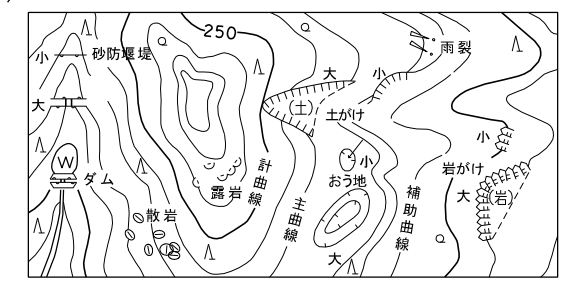 250
小 砂防堰堤
雨裂
大
小
大
(土)
土がけ
小
W
ダム
小
おう地
岩がけ
大
(岩)
計曲線
主曲線
補助曲線
露岩
散岩
大